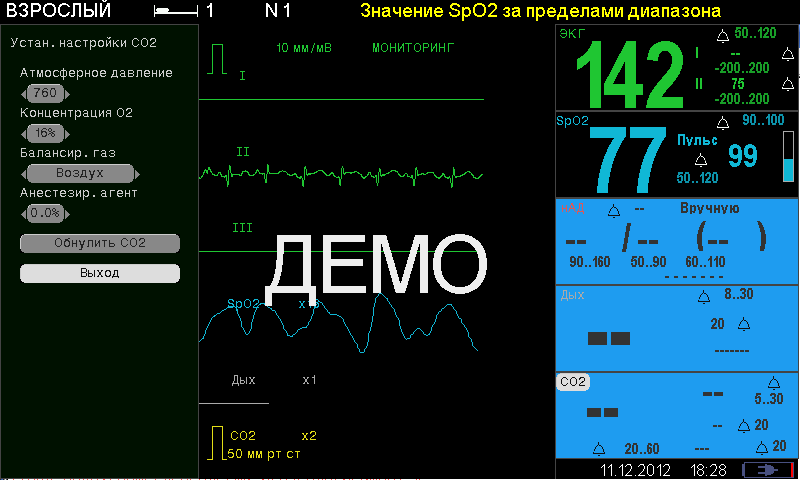 ВЗРОСЛЫЙ 1 N 1 Значение SpO2 за пределами диапазона
Устан. настройки CO2
Атмосферное давление
760
Концентрация O2
16%
Балансир. газ
Воздух
Анестезир. агент
0.0%
Обнулить CO2
Выход
10 мм/мВ МОНИТОРИНГ
I
II
III
ДЕМО
SpO2
Дых x1
CO2 x2
50 мм рт ст
ЭКГ 50..120
142
I --
-200..200
II 75
-200..200
SpO2 90..100
77
Пульс 99
50..120
-- Вручную
-- / -- (-- )
90..160 50..90 60..110
- - - - - - -
Дых 8..30
-- 20
-------
CO2 --
5..30
--
-- 20
20..60 --- 20
11.12.2012 18:28